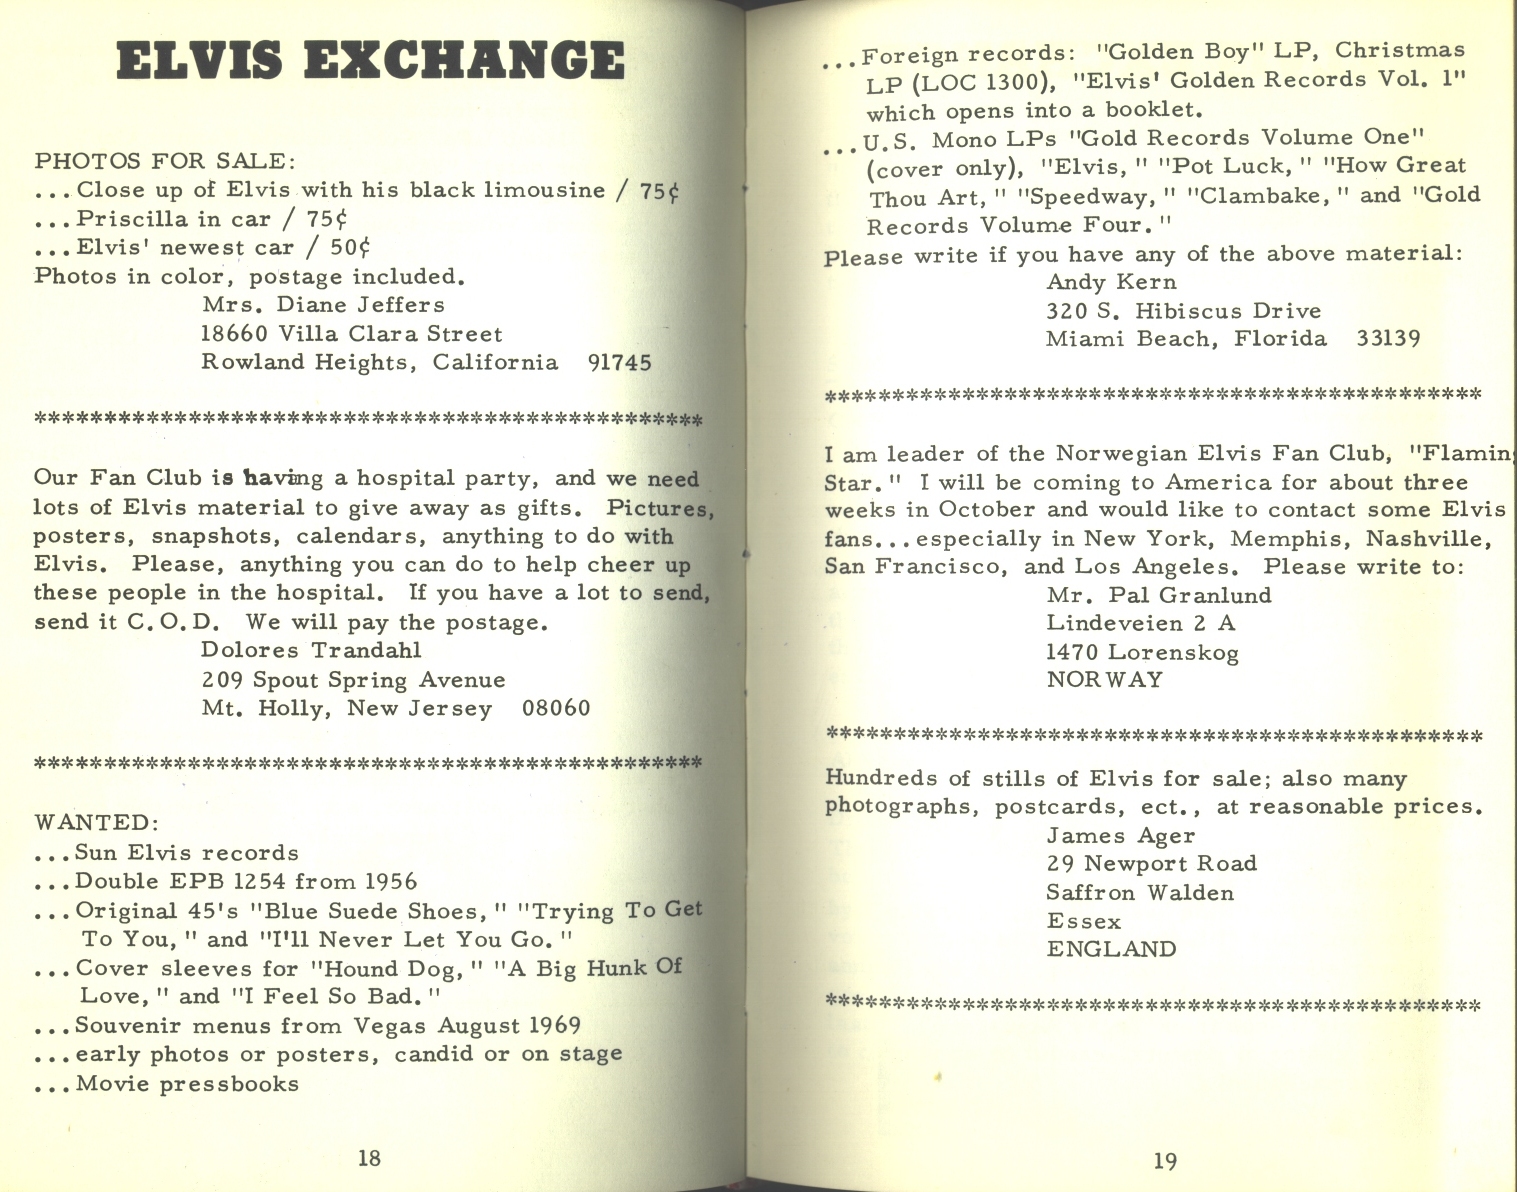 ELVIS EXCHANGE
PHOTOS FOR SALE:
...Close up of Elvis with his black limousine / 75¢
...Priscilla in car / 75¢
...Elvis' newest car / 50¢
Photos in color, postage included.
Mrs. Diane Jeffers
18660 Villa Clara Street
Rowland Heights, California 91745
************************************************
Our Fan Club is having a hospital party, and we need
lots of Elvis material to give away as gifts. Pictures,
posters, snapshots, calendars, anything to do with
Elvis. Please, anything you can do to help cheer up
these people in the hospital. If you have a lot to send,
send it C.O.D. We will pay the postage.
Dolores Trandahl
209 Spout Spring Avenue
Mt. Holly, New Jersey 08060
************************************************
WANTED:
...Sun Elvis records
...Double EPB 1254 from 1956
...Original 45's "Blue Suede Shoes," "Trying To Get
To You," and "I'll Never Let You Go."
...Cover sleeves for "Hound Dog," "A Big Hunk Of
Love," and "I Feel So Bad."
...Souvenir menus from Vegas August 1969
...early photos or posters, candid or on stage
...Movie pressbooks
18
...Foreign records: "Golden Boy" LP, Christmas
LP (LOC 1300), "Elvis' Golden Records Vol. 1"
which opens into a booklet.
...U.S. Mono LPs "Gold Records Volume One"
(cover only), "Elvis," "Pot Luck," "How Great
Thou Art," "Speedway," "Clambake," and "Gold
Records Volume Four."
Please write if you have any of the above material:
Andy Kern
320 S. Hibiscus Drive
Miami Beach, Florida 33139
***********************************************
I am leader of the Norwegian Elvis Fan Club, "Flaming
Star." I will be coming to America for about three
weeks in October and would like to contact some Elvis
fans...especially in New York, Memphis, Nashville,
San Francisco, and Los Angeles. Please write to:
Mr. Pal Granlund
Lindeveien 2 A
1470 Lorenskog
NORWAY
***********************************************
Hundreds of stills of Elvis for sale; also many
photographs, postcards, ect., at reasonable prices.
James Ager
29 Newport Road
Saffron Walden
Essex
ENGLAND
***********************************************
19